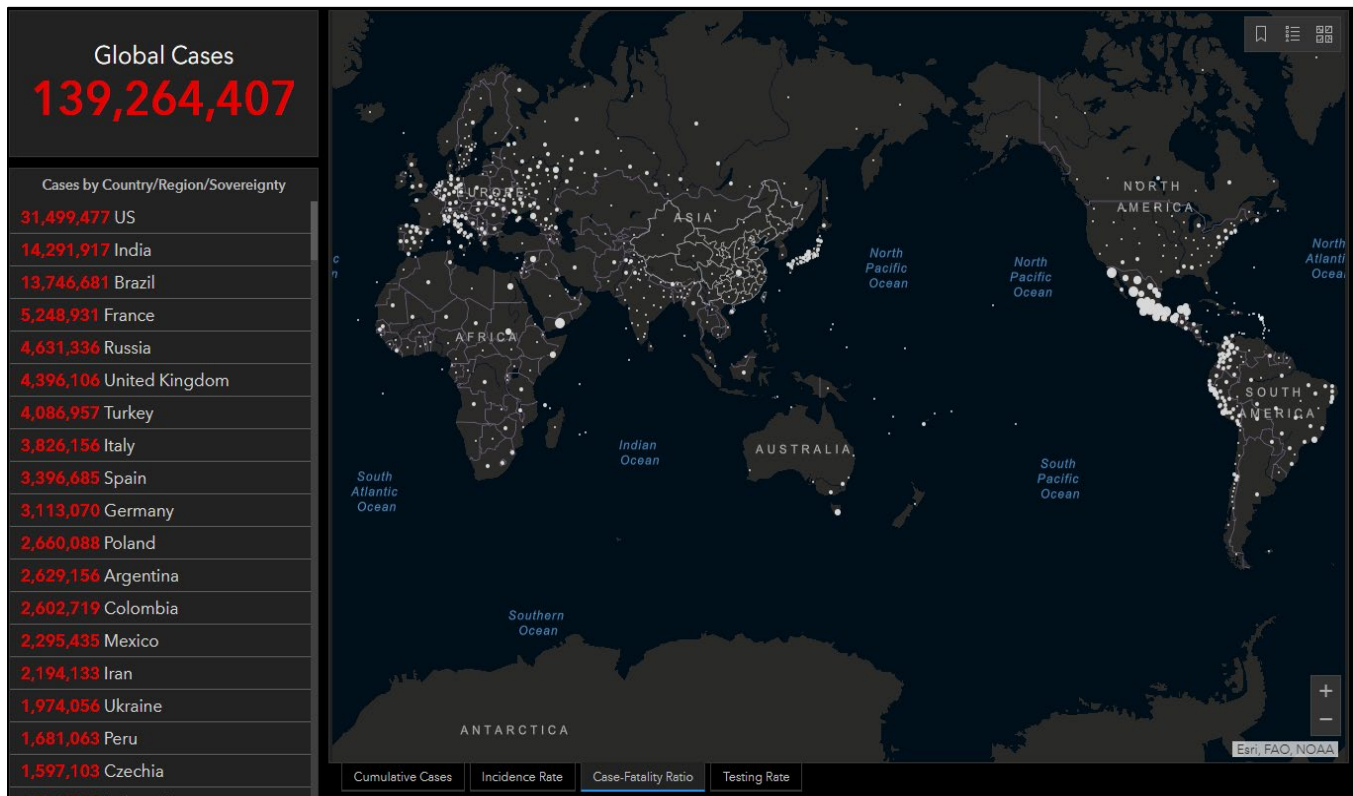 Global Cases
139,264,407
Cases by Country/Region/Sovereignty
31,499,477 US
14,291,917 India
13,746,681 Brazil
5,248,931 France
4,631,336 Russia
4,396,106 United Kingdom
4,086,957 Turkey
3,826,156 Italy
3,396,685 Spain
3,113,070 Germany
2,660,088 Poland
2,629,156 Argentina
2,602,719 Colombia
2,295,435 Mexico
2,194,133 Iran
1,974,056 Ukraine
1,681,063 Peru
1,597,103 Czechia
EUROPE
ASIA
AFRICA
NORTH
AMERICA
North
Pacific
Ocean
North
Pacific
Ocean
North
Atlanti
Ocea
SOUTH
AMERICA
AUSTRALIA
Indian
Ocean
South
Atlantic
Ocean
South
Pacific
Ocean
Southern
Ocean
ANTARCTICA
+
−
Esri, FAO, NOAA
Cumulative Cases
Incidence Rate
Case-Fatality Ratio
Testing Rate